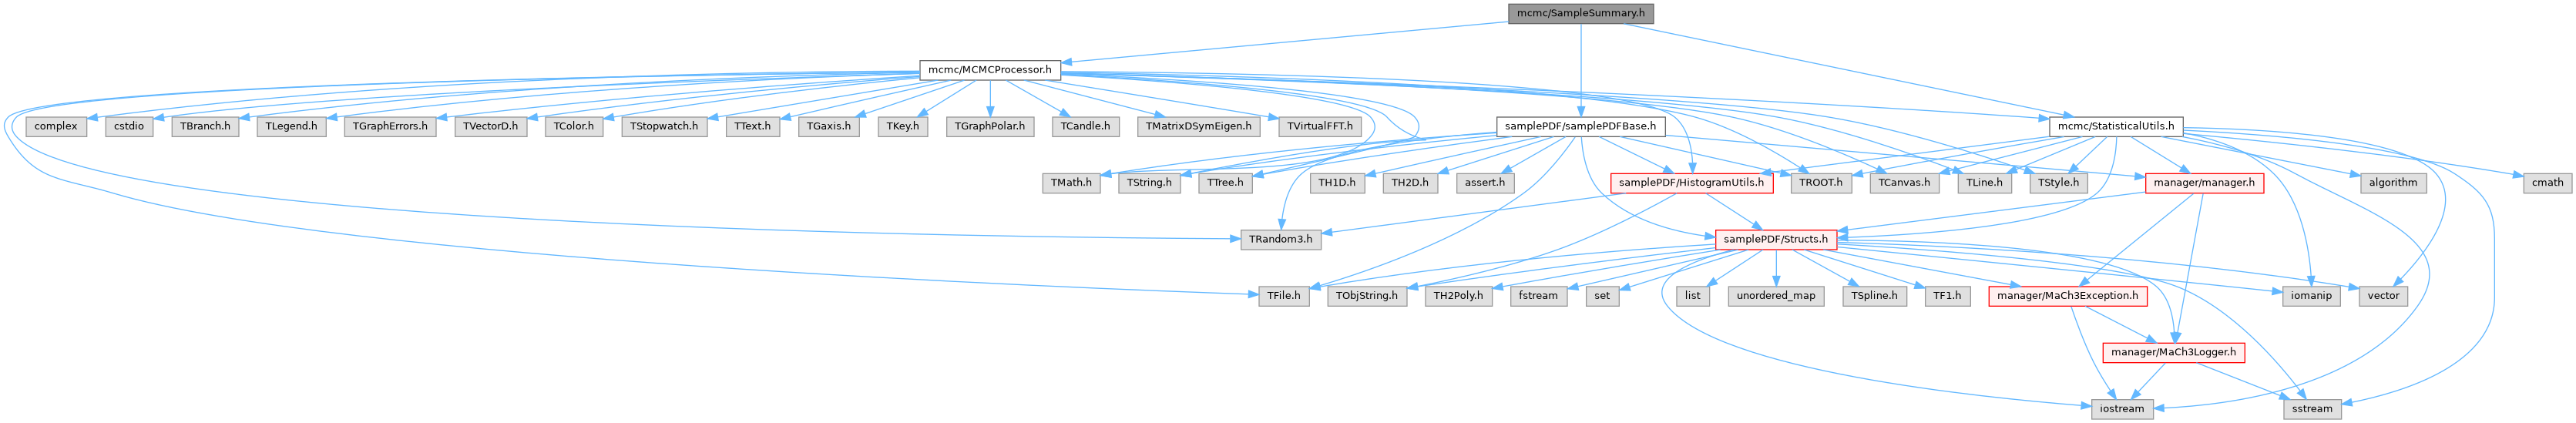 mcmc/SampleSummary.h
mcmc/MCMCProcessor.h
complex
cstdio
TBranch.h
TLegend.h
TGraphErrors.h
TVectorD.h
TColor.h
TStopwatch.h
TText.h
TGaxis.h
TKey.h
TGraphPolar.h
TCandle.h
TMatrixDSymEigen.h
TVirtualFFT.h
samplePDF/samplePDFBase.h
mcmc/StatisticalUtils.h
TMath.h
TString.h
TTree.h
TH1D.h
TH2D.h
assert.h
samplePDF/HistogramUtils.h
TROOT.h
TCanvas.h
TLine.h
TStyle.h
manager/manager.h
algorithm
cmath
TRandom3.h
samplePDF/Structs.h
TFile.h
TObjString.h
TH2Poly.h
fstream
set
list
unordered_map
TSpline.h
TF1.h
manager/MaCh3Exception.h
iomanip
vector
manager/MaCh3Logger.h
iostream
sstream